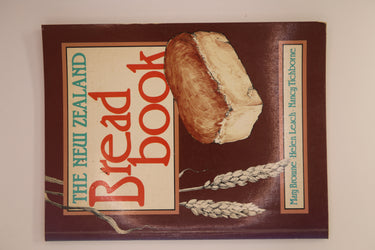 THE NEW ZEALAND
Bread
book
Mary Browne Helen Leach Nancy Tichborne